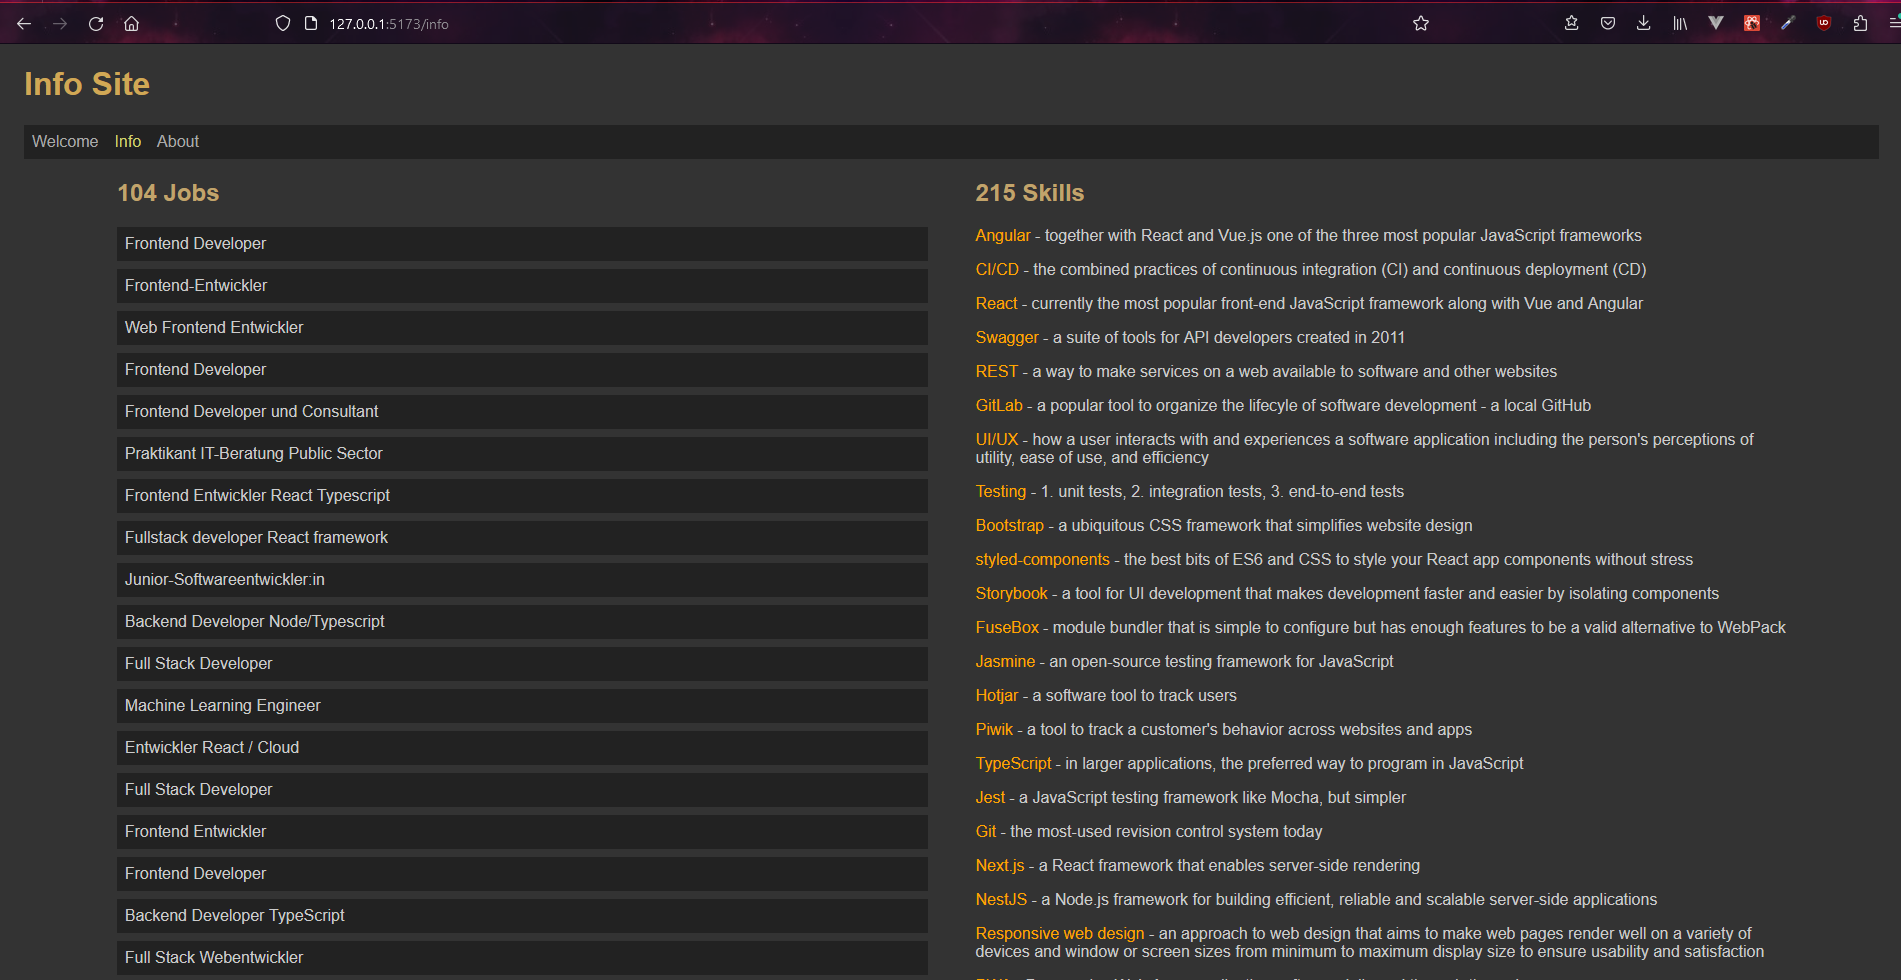 127.0.0.1:5173/info
Info Site
Welcome Info About
104 Jobs
Frontend Developer
Frontend-Entwickler
Web Frontend Entwickler
Frontend Developer
Frontend Developer und Consultant
Praktikant IT-Beratung Public Sector
Frontend Entwickler React Typescript
Fullstack developer React framework
Junior-Softwareentwickler:in
Backend Developer Node/Typescript
Full Stack Developer
Machine Learning Engineer
Entwickler React / Cloud
Full Stack Developer
Frontend Entwickler
Frontend Developer
Backend Developer TypeScript
Full Stack Webentwickler
215 Skills
Angular - together with React and Vue.js one of the three most popular JavaScript frameworks
CI/CD - the combined practices of continuous integration (CI) and continuous deployment (CD)
React - currently the most popular front-end JavaScript framework along with Vue and Angular
Swagger - a suite of tools for API developers created in 2011
REST - a way to make services on a web available to software and other websites
GitLab - a popular tool to organize the lifecyle of software development - a local GitHub
UI/UX - how a user interacts with and experiences a software application including the person's perceptions of
utility, ease of use, and efficiency
Testing - 1. unit tests, 2. integration tests, 3. end-to-end tests
Bootstrap - a ubiquitous CSS framework that simplifies website design
styled-components - the best bits of ES6 and CSS to style your React app components without stress
Storybook - a tool for UI development that makes development faster and easier by isolating components
FuseBox - module bundler that is simple to configure but has enough features to be a valid alternative to WebPack
Jasmine - an open-source testing framework for JavaScript
Hotjar - a software tool to track users
Piwik - a tool to track a customer's behavior across websites and apps
TypeScript - in larger applications, the preferred way to program in JavaScript
Jest - a JavaScript testing framework like Mocha, but simpler
Git - the most-used revision control system today
Next.js - a React framework that enables server-side rendering
NestJS - a Node.js framework for building efficient, reliable and scalable server-side applications
Responsive web design - an approach to web design that aims to make web pages render well on a variety of
devices and window or screen sizes from minimum to maximum display size to ensure usability and satisfaction